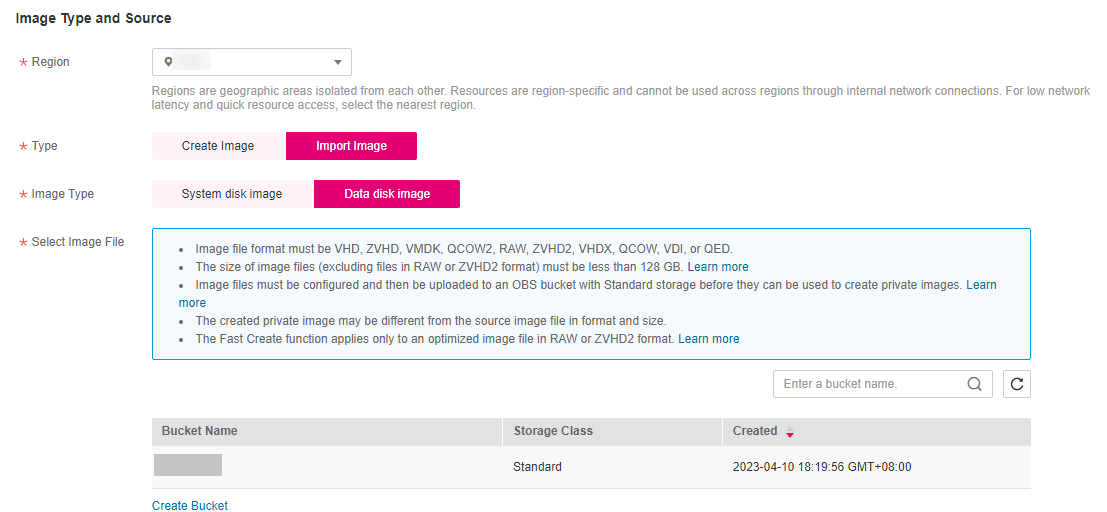 Image Type and Source
* Region
Regions are geographic areas isolated from each other. Resources are region-specific and cannot be used across regions through internal network connections. For low network
latency and quick resource access, select the nearest region.
* Type Create Image Import Image
* Image Type System disk image Data disk image
* Select Image File
• Image file format must be VHD, ZVHD, VMDK, QCOW2, RAW, ZVHD2, VHDX, QCOW, VDI, or QED.
• The size of image files (excluding files in RAW or ZVHD2 format) must be less than 128 GB. Learn more
• Image files must be configured and then be uploaded to an OBS bucket with Standard storage before they can be used to create private images. Learn
more
• The created private image may be different from the source image file in format and size.
• The Fast Create function applies only to an optimized image file in RAW or ZVHD2 format. Learn more
Enter a bucket name.
Bucket Name Storage Class Created
Standard 2023-04-10 18:19:56 GMT+08:00
Create Bucket